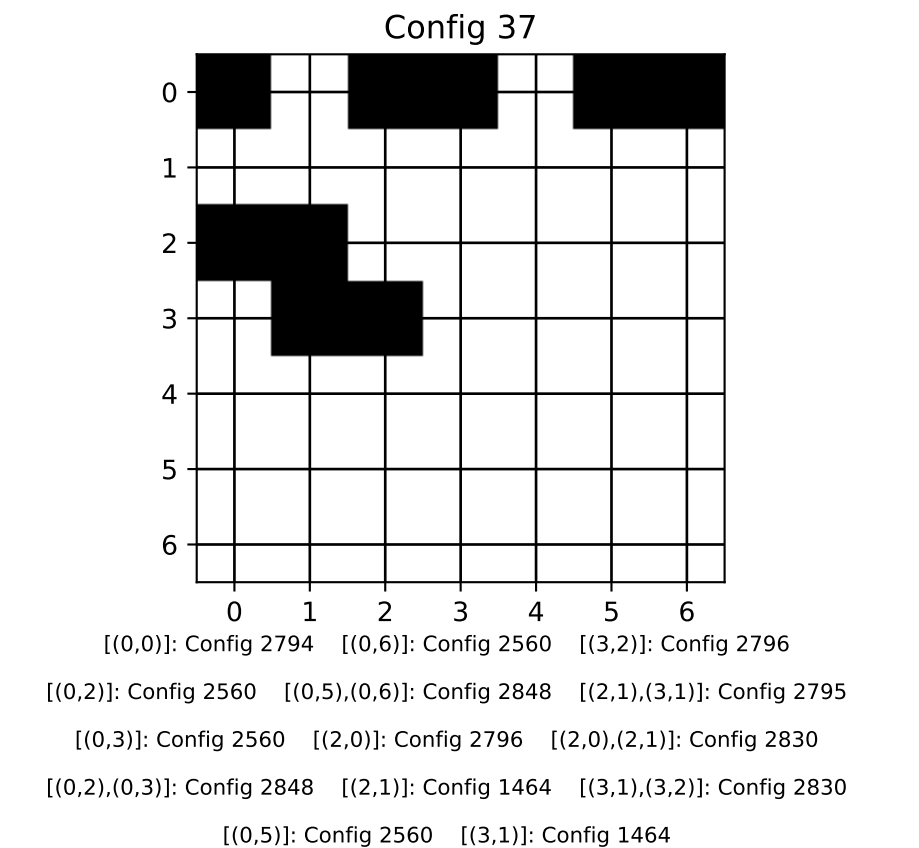 Config 37
0
1
2
3
4
5
6
0 1 2 3 4 5 6
[(0,0)]: Config 2794 [(0,6)]: Config 2560 [(3,2)]: Config 2796
[(0,2)]: Config 2560 [(0,5),(0,6)]: Config 2848 [(2,1),(3,1)]: Config 2795
[(0,3)]: Config 2560 [(2,0)]: Config 2796 [(2,0),(2,1)]: Config 2830
[(0,2),(0,3)]: Config 2848 [(2,1)]: Config 1464 [(3,1),(3,2)]: Config 2830
[(0,5)]: Config 2560 [(3,1)]: Config 1464